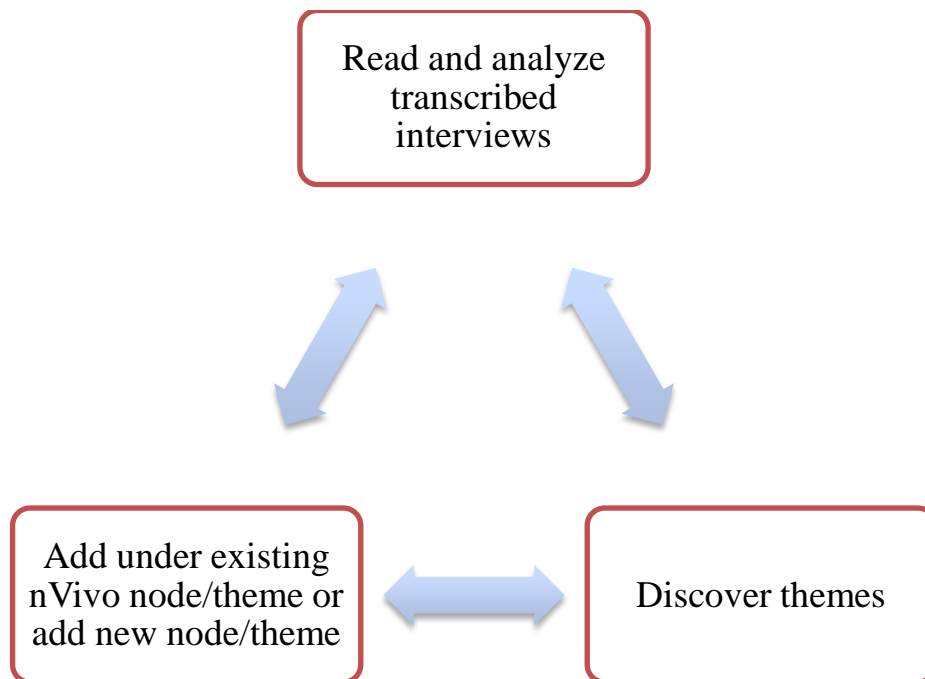 Read and analyze
transcribed
interviews
Add under existing
nVivo node/theme or
add new node/theme
Discover themes